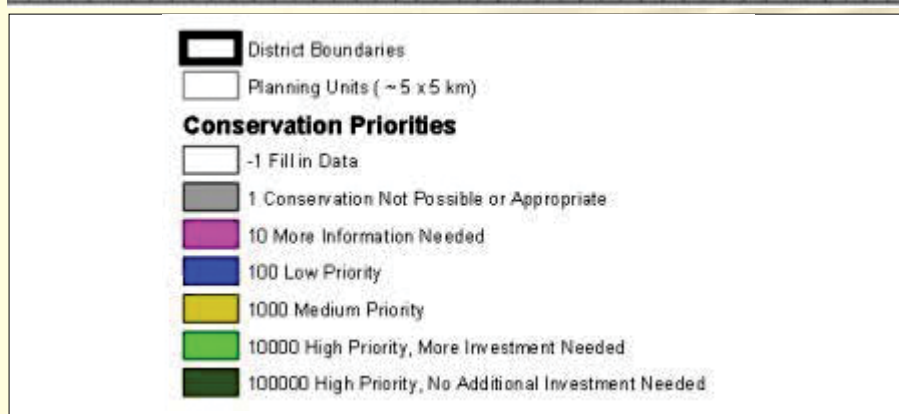 District Boundaries
Planning Units ( ~ 5 x 5 km)
Conservation Priorities
-1 Fill in Data
1 Conservation Not Possible or Appropriate
10 More Information Needed
100 Low Priority
1000 Medium Priority
10000 High Priority, More Investment Needed
100000 High Priority, No Additional Investment Needed